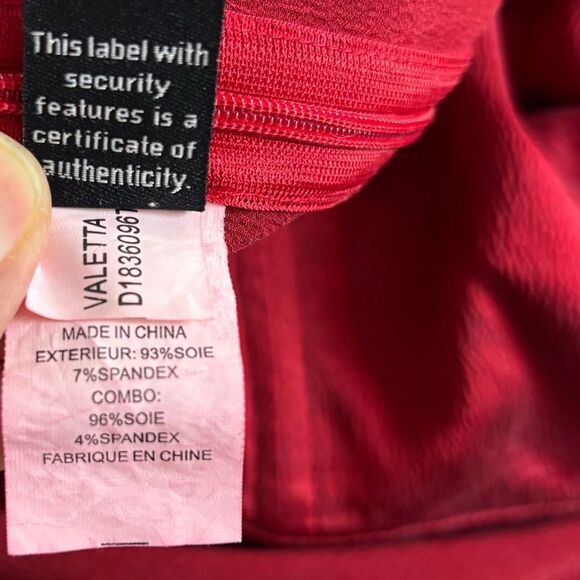 This label with
security
features is a
certificate of
authenticity.
VALETTA
D1836096T
MADE IN CHINA
EXTERIEUR: 93%SOIE
7%SPANDEX
COMBO:
96%SOIE
4%SPANDEX
FABRIQUE EN CHINE